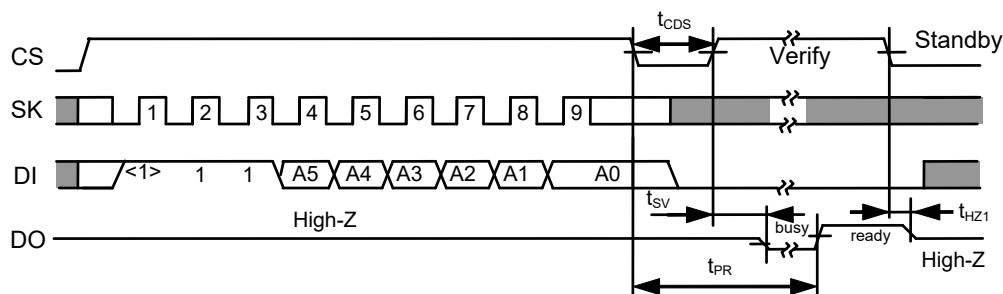 tCDS
CS
Verify
Standby
SK
1 2 3 4 5 6 7 8 9
DI
<1> 1 1 A5 A4 A3 A2 A1 A0
tSV
High-Z
busy
tHZ1
DO
ready
High-Z
tPR